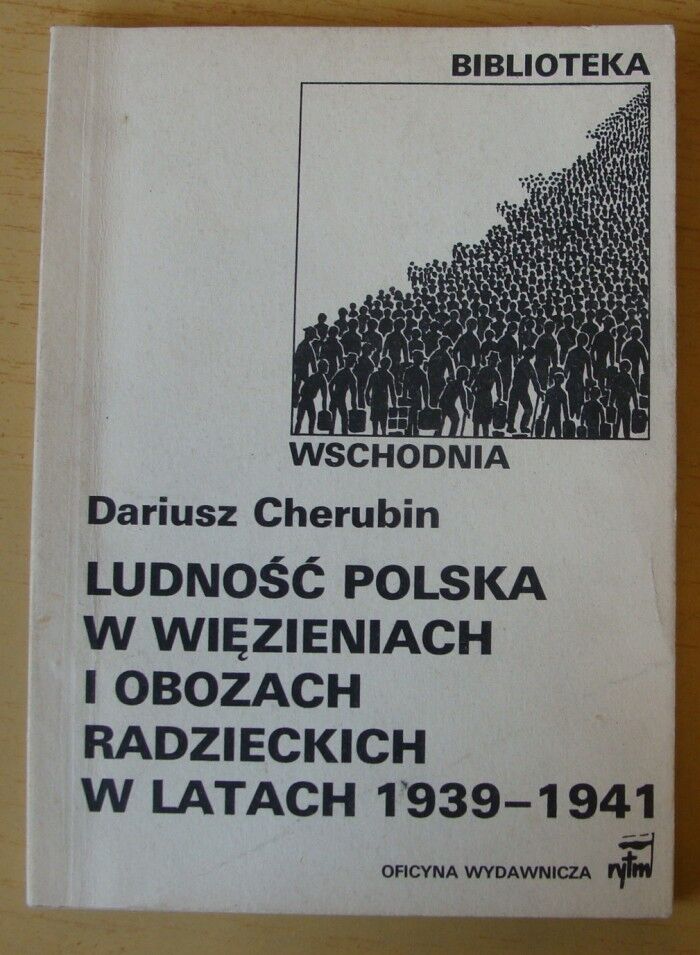 BIBLIOTEKA
WSCHODNIA
Dariusz Cherubin
LUDNOŚĆ POLSKA
W WIĘZIENIACH
I OBOZACH
RADZIECKICH
W LATACH 1939–1941
OFICYNA WYDAWNICZA rytm